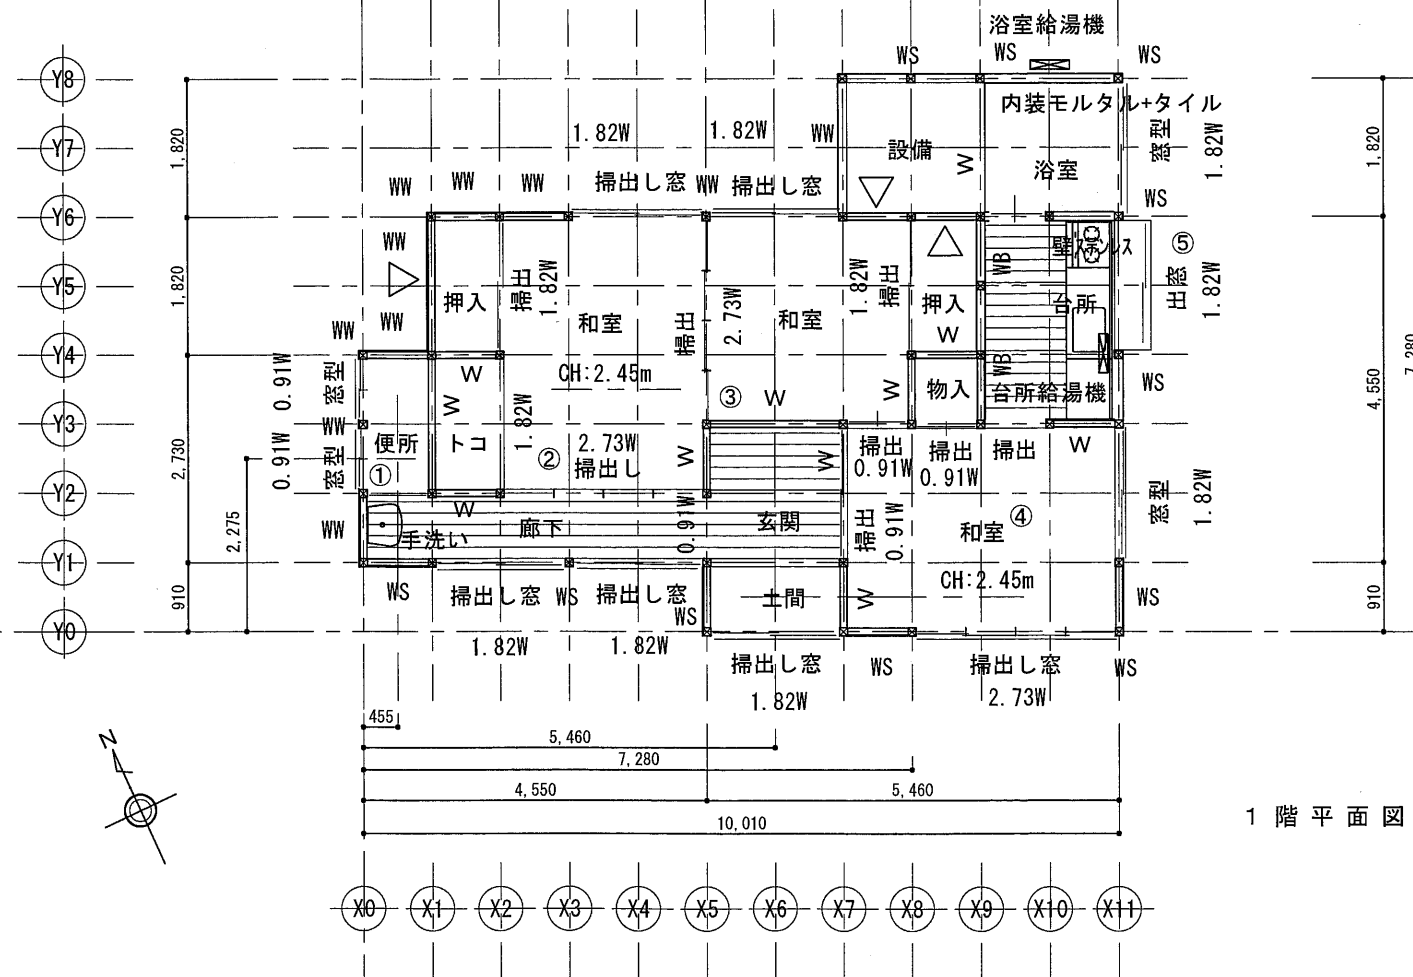 浴室給湯機
WS
WS
WS
Y8
内装モルタル+タイル
1.82W
1.82W
WW
設備
W
浴室
窓型
1.82W
1,820
1,820
Y7
WW
WW
WW
掃出し窓
WW
掃出し窓
WS
Y6
WW
掃出
1.82W
1.82W
掃出
WB
壁ステンレス
⑤
出窓
1.82W
1,820
Y5
押入
和室
掃出
2.73W
和室
押入
台所
WW
WW
W
7,280
Y4
0.91W
窓型
W
CH:2.45m
③
W
W
物入
WB
台所給湯機
WS
4,550
Y3
WW
便所
W
トコ
1.82W
②
2.73W
掃出し
W
W
掃出
0.91W
掃出
0.91W
掃出
W
0.91W
窓型
①
2,730
Y2
窓型
1.82W
2,275
WW
手洗い
W
廊下
0.91W
玄関
掃出
0.91W
和室
④
Y1
CH:2.45m
WS
掃出し窓
WS
掃出し窓
WS
土間
W
WS
910
910
Y0
1.82W
1.82W
掃出し窓
1.82W
WS
掃出し窓
2.73W
WS
455
5,460
7,280
4,550
5,460
10,010
N
1階平面図
X0
X1
X2
X3
X4
X5
X6
X7
X8
X9
X10
X11